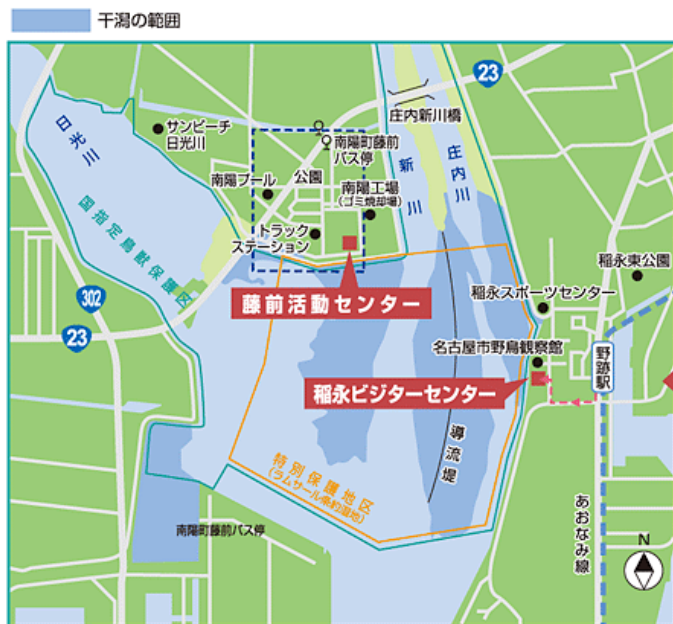 干潟の範囲
23
庄内新川橋
日光川
サンビーチ
日光川
南陽町藤前
バス停
新川
庄内川
南陽プール
公園
南陽工場
(ゴミ焼却場)
国指定鳥獣保護区
トラック
ステーション
稲永東公園
302
藤前活動センター
稲永スポーツセンター
23
名古屋市野鳥観察館
野跡駅
稲永ビジターセンター
導流堤
特別保護地区
(ラムサール条約湿地)
あおなみ線
南陽町藤前バス停
N